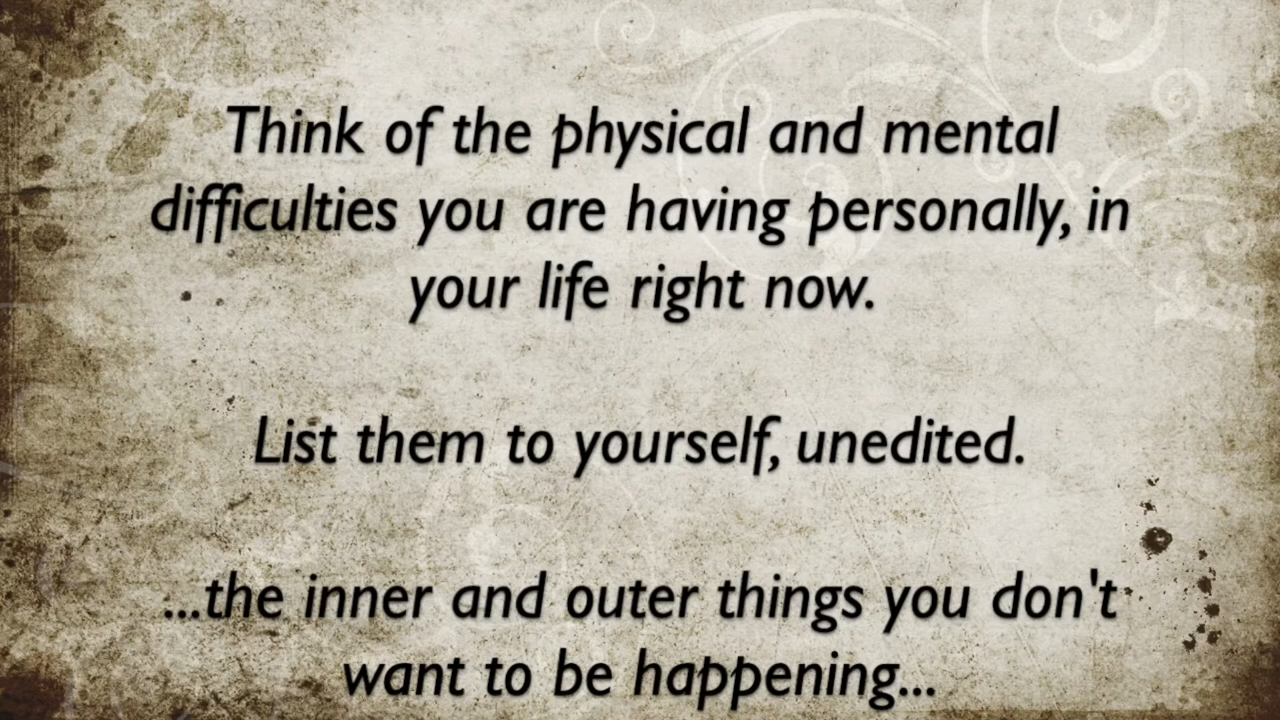 Think of the physical and mental
difficulties you are having personally, in
your life right now.
List them to yourself, unedited.
...the inner and outer things you don't
want to be happening...